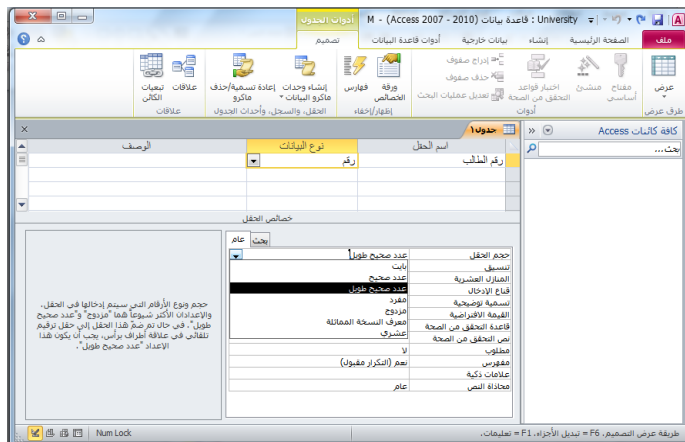 University : قاعدة بيانات (Access 2007 - 2010) - M
أدوات الجدول
ملف
الصفحة الرئيسية
إنشاء
بيانات خارجية
أدوات قاعدة البيانات
تصميم
عرض
طرق عرض
مفتاح أساسي
منشئ
اختبار قواعد التحقق من الصحة
إدراج صفوف
حذف صفوف
تعديل عمليات البحث
أدوات
ورقة الخصائص
فهارس
إظهار/إخفاء
إنشاء وحدات ماكرو البيانات
إعادة تسمية/حذف ماكرو
الحقل، والسجل، وأحداث الجدول
علاقات
تبعيات الكائن
علاقات
كافة كائنات Access
بحث...
جدول١
اسم الحقل
نوع البيانات
الوصف
رقم الطالب
رقم
خصائص الحقل
عام
بحث
حجم الحقل
عدد صحيح طويل
تنسيق
بايت
المنازل العشرية
عدد صحيح
قناع الإدخال
عدد صحيح طويل
تسمية توضيحية
مفرد
القيمة الافتراضية
مزدوج
قاعدة التحقق من الصحة
معرف النسخة المماثلة
نص التحقق من الصحة
عشري
مطلوب
لا
مفهرس
نعم (التكرار مقبول)
علامات ذكية
محاذاة النص
عام
حجم ونوع الأرقام التي سيتم إدخالها في الحقل.
والإعدادان الأكثر شيوعاً هما "مزدوج" و"عدد صحيح
طويل". في حال تم ضمّ هذا الحقل إلى حقل ترقيم
تلقائي في علاقة أطراف برأس، يجب أن يكون هذا
الإعداد "عدد صحيح طويل".
طريقة عرض التصميم. F6 = تبديل الأجزاء. F1 = تعليمات.
Num Lock